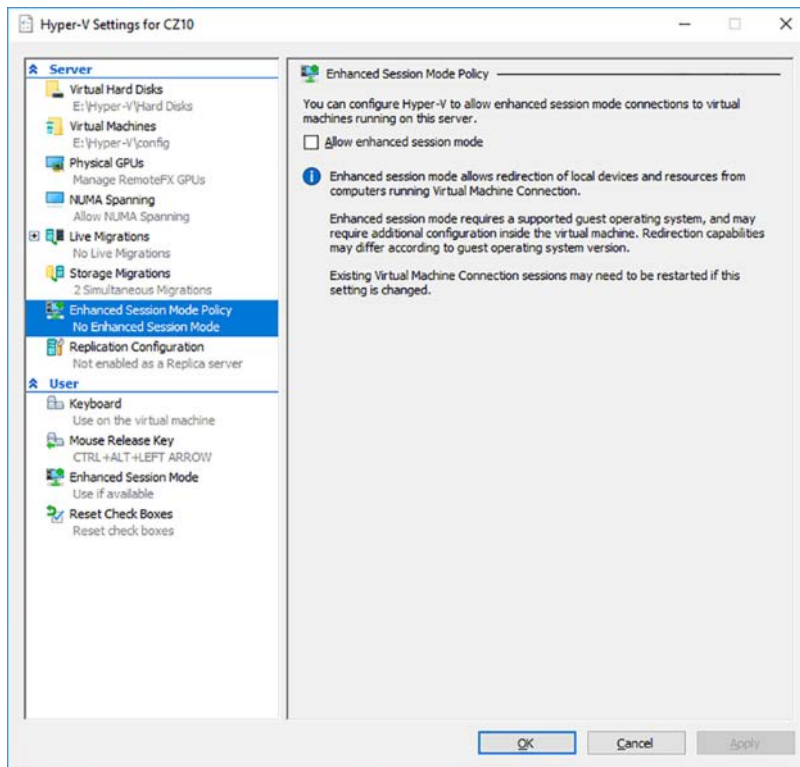 Hyper-V Settings for CZ10
Server
Virtual Hard Disks
E:\Hyper-V\Hard Disks
Virtual Machines
E:\Hyper-V\config
Physical GPUs
Manage RemoteFX GPUs
NUMA Spanning
Allow NUMA Spanning
Live Migrations
No Live Migrations
Storage Migrations
2 Simultaneous Migrations
Enhanced Session Mode Policy
No Enhanced Session Mode
Replication Configuration
Not enabled as a Replica server
User
Keyboard
Use on the virtual machine
Mouse Release Key
CTRL+ALT+LEFT ARROW
Enhanced Session Mode
Use if available
Reset Check Boxes
Reset check boxes
Enhanced Session Mode Policy
You can configure Hyper-V to allow enhanced session mode connections to virtual
machines running on this server.
Allow enhanced session mode
Enhanced session mode allows redirection of local devices and resources from
computers running Virtual Machine Connection.
Enhanced session mode requires a supported guest operating system, and may
require additional configuration inside the virtual machine. Redirection capabilities
may differ according to guest operating system version.
Existing Virtual Machine Connection sessions may need to be restarted if this
setting is changed.
OK
Cancel
Apply